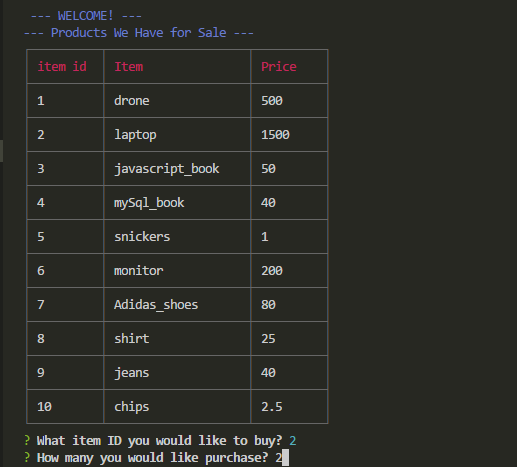 --- WELCOME! ---
--- Products We Have for Sale ---
item id Item Price
1 drone 500
2 laptop 1500
3 javascript_book 50
4 mySql_book 40
5 snickers 1
6 monitor 200
7 Adidas_shoes 80
8 shirt 25
9 jeans 40
10 chips 2.5
? What item ID you would like to buy? 2
? How many you would like purchase? 2